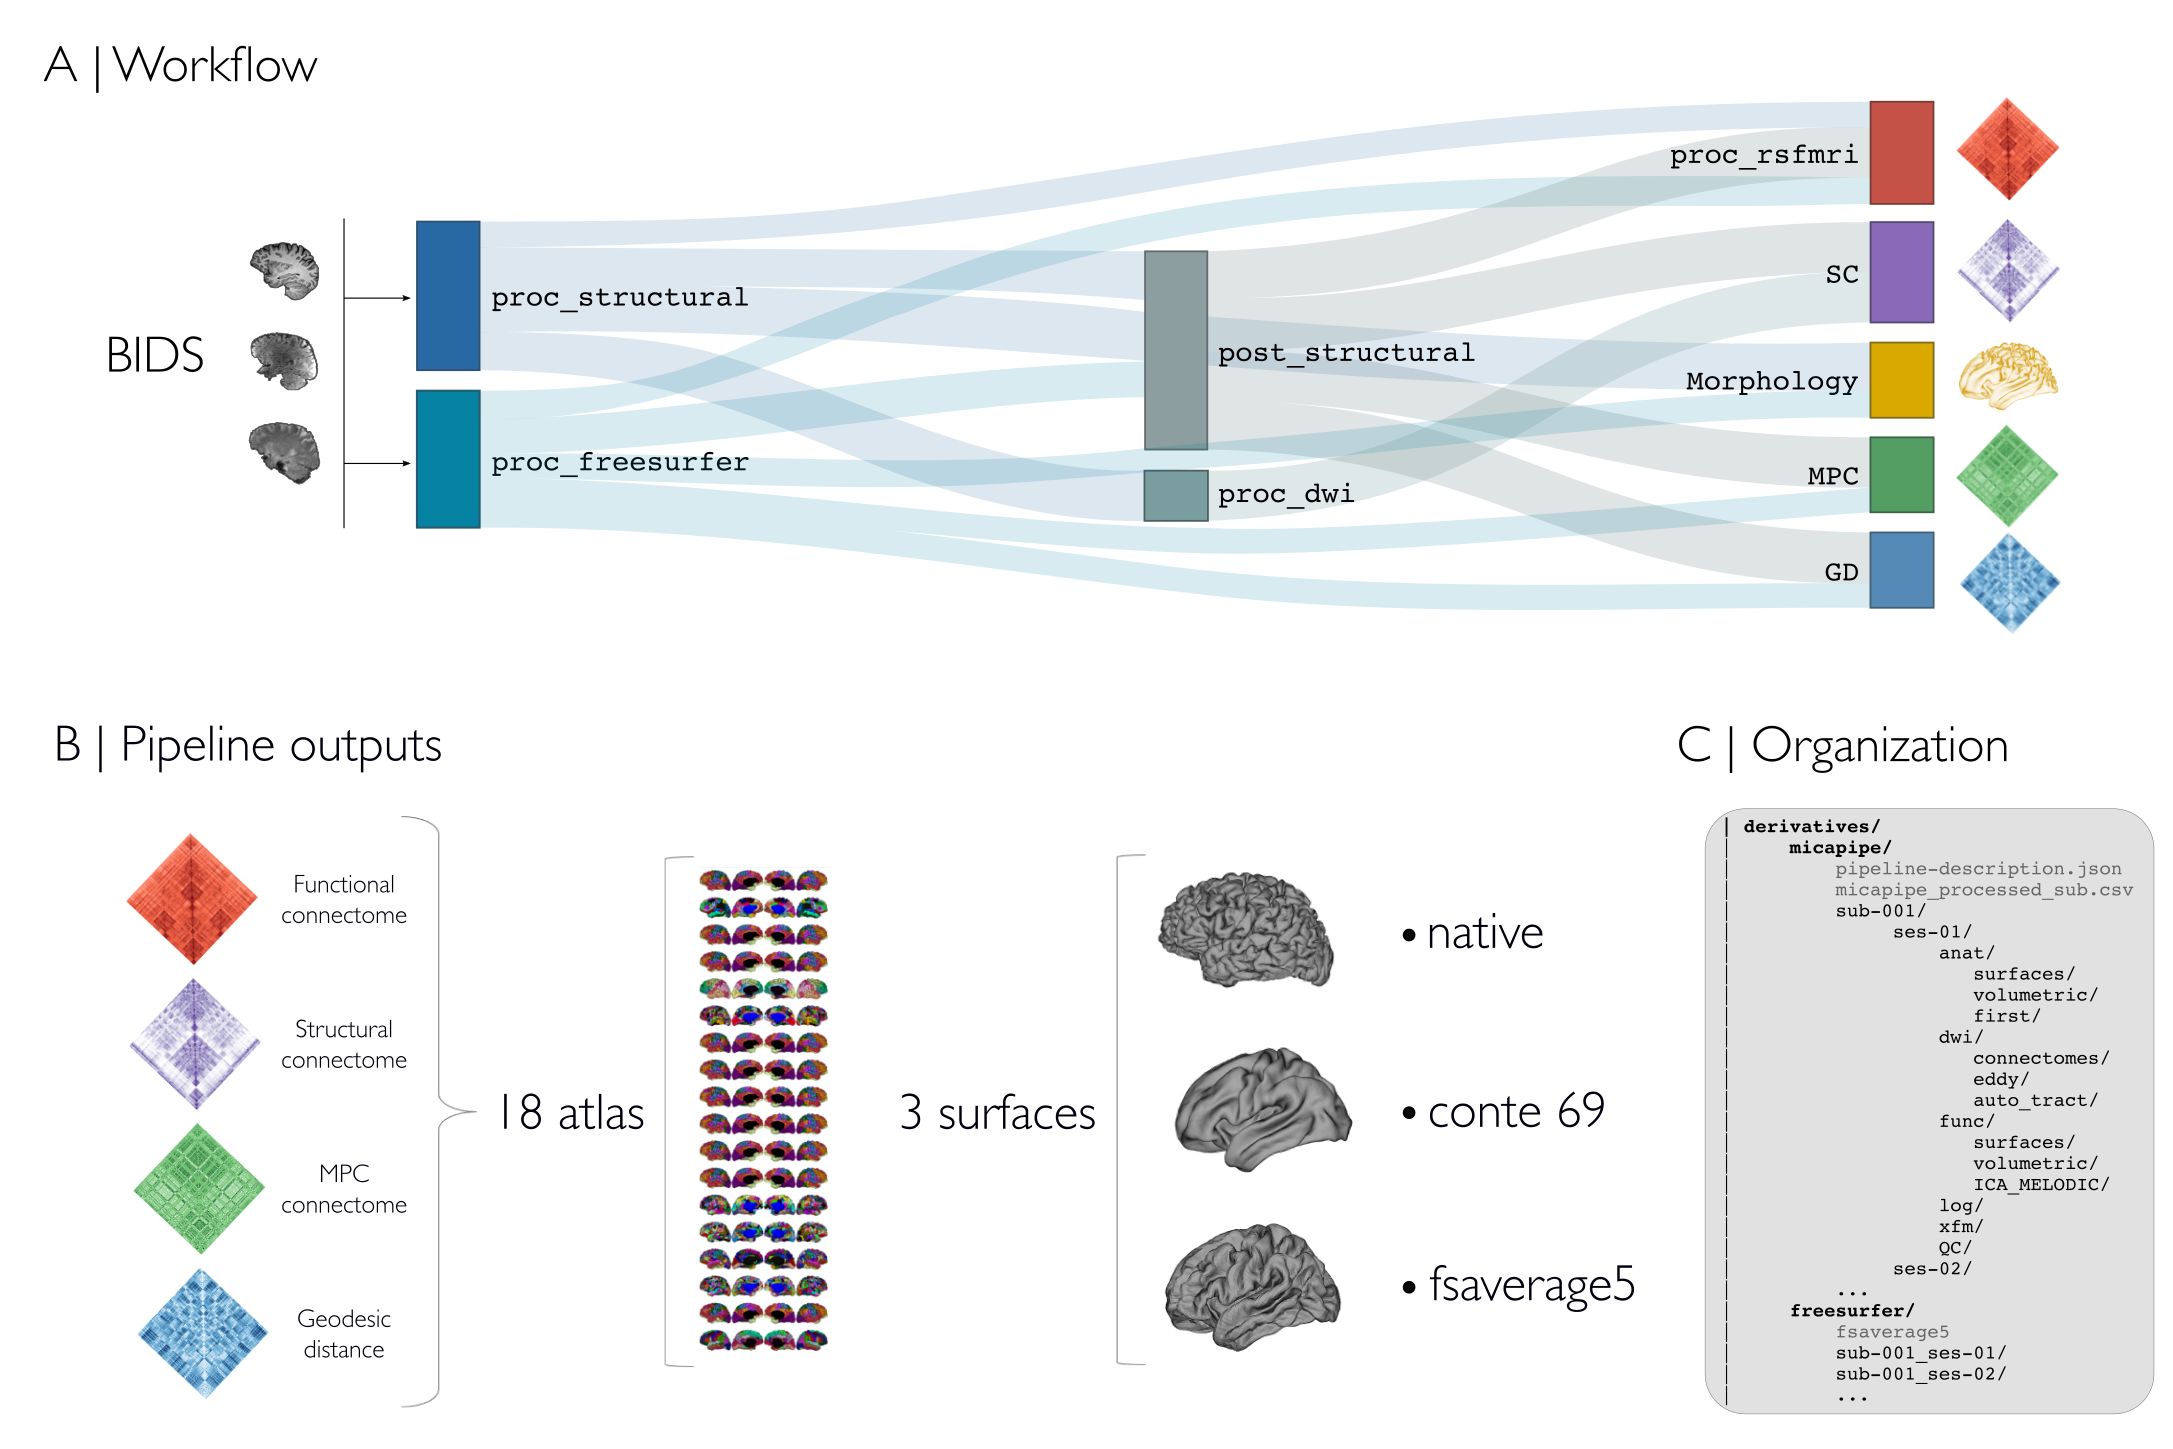 A | Workflow
BIDS
proc_structural
proc_freesurfer
post_structural
proc_dwi
proc_rsfmri
SC
Morphology
MPC
GD
B | Pipeline outputs
Functional
connectome
Structural
connectome
MPC
connectome
Geodesic
distance
18 atlas
3 surfaces
• native
• conte 69
• fsaverage5
C | Organization
derivatives/
micapipe/
pipeline-description.json
micapipe_processed_sub.csv
sub-001/
ses-01/
anat/
surfaces/
volumetric/
first/
dwi/
connectomes/
eddy/
auto_tract/
func/
surfaces/
volumetric/
ICA_MELODIC/
log/
xfm/
QC/
ses-02/
...
freesurfer/
fsaverage5
sub-001_ses-01/
sub-001_ses-02/
...